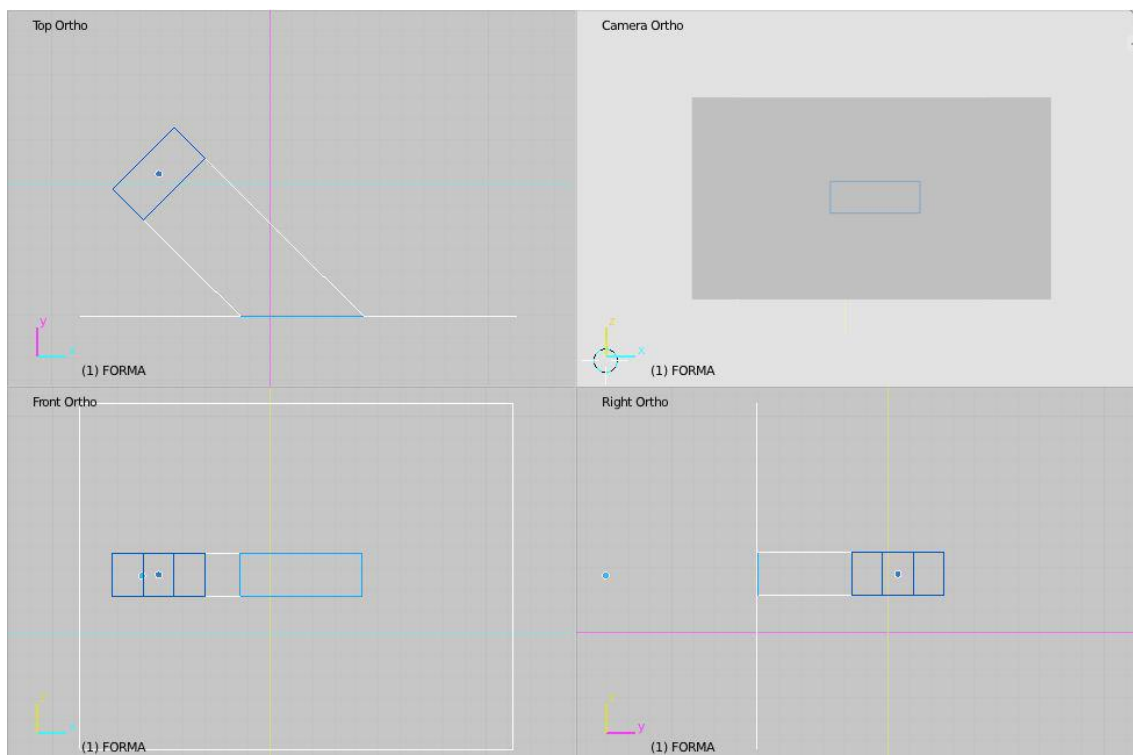 Top Ortho
y
x
(1) FORMA
Camera Ortho
z
x
(1) FORMA
Front Ortho
z
x
(1) FORMA
Right Ortho
z
y
(1) FORMA